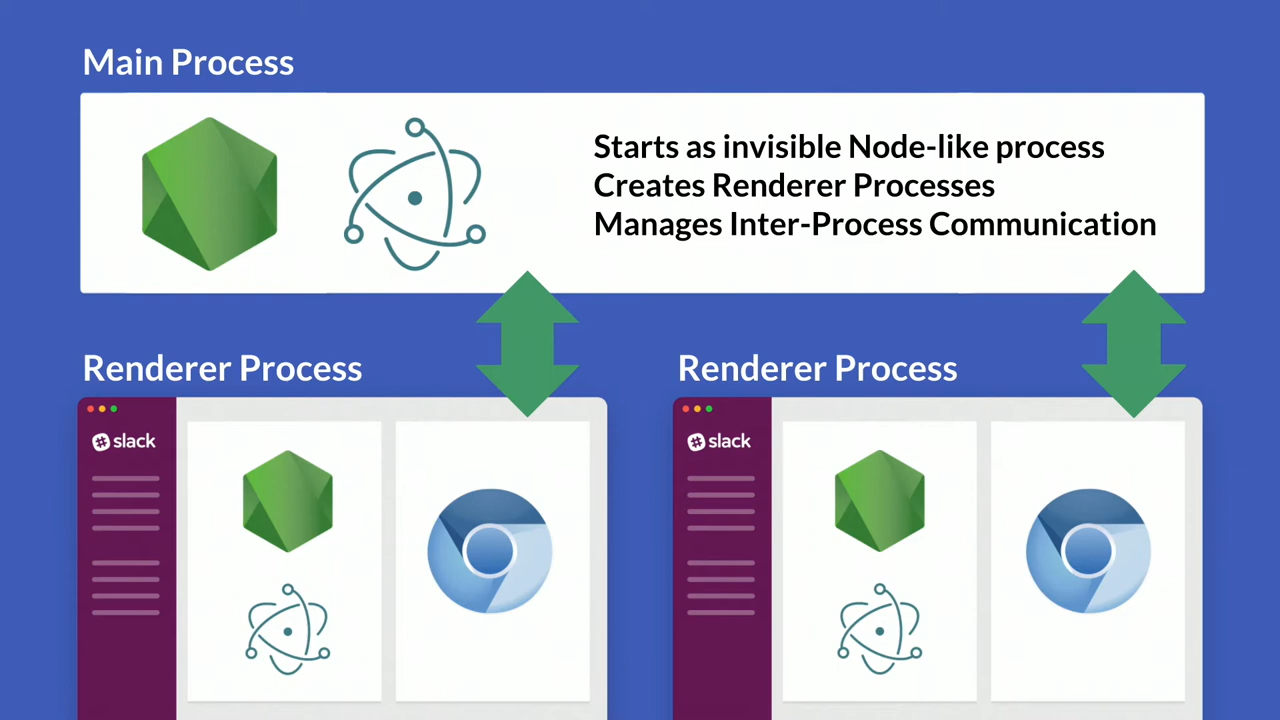 Main Process
Starts as invisible Node-like process
Creates Renderer Processes
Manages Inter-Process Communication
Renderer Process
Renderer Process
slack
slack